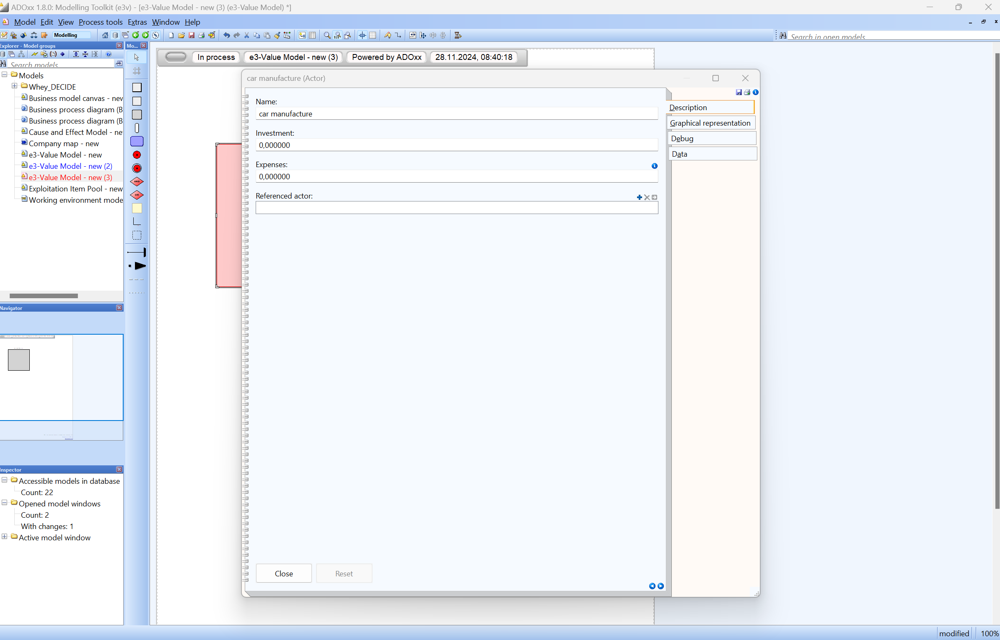 ADOxx 1.8.0: Modelling Toolkit (e3v) - [e3-Value Model - new (3) (e3-Value Model) *]
Model Edit View Process tools Extras Window Help
Modelling
Search in open models
Explorer - Model groups
Mo...
Search models
Models
Whey_DECIDE
Business model canvas - new
Business process diagram (B
Business process diagram (B
Cause and Effect Model - ne
Company map - new
e3-Value Model - new
e3-Value Model - new (2)
e3-Value Model - new (3)
Exploitation Item Pool - new
Working environment mode
AND
OR
Navigator
Inspector
Accessible models in database
Count: 22
Opened model windows
Count: 2
With changes: 1
Active model window
In process
e3-Value Model - new (3)
Powered by ADOxx
28.11.2024, 08:40:18
car manufacture (Actor)
Name:
car manufacture
Investment:
0,000000
Expenses:
0,000000
Referenced actor:
Description
Graphical representation
Debug
Data
Close
Reset
modified
100%